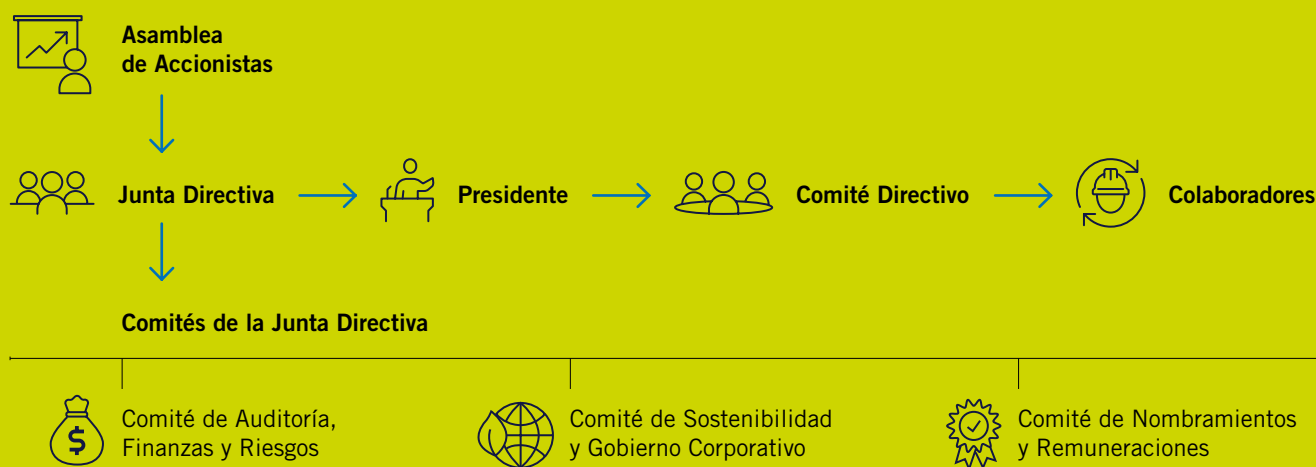 Asamblea
de Accionistas
Junta Directiva
Presidente
Comité Directivo
Colaboradores
Comités de la Junta Directiva
$
Comité de Auditoría,
Finanzas y Riesgos
Comité de Sostenibilidad
y Gobierno Corporativo
Comité de Nombramientos
y Remuneraciones